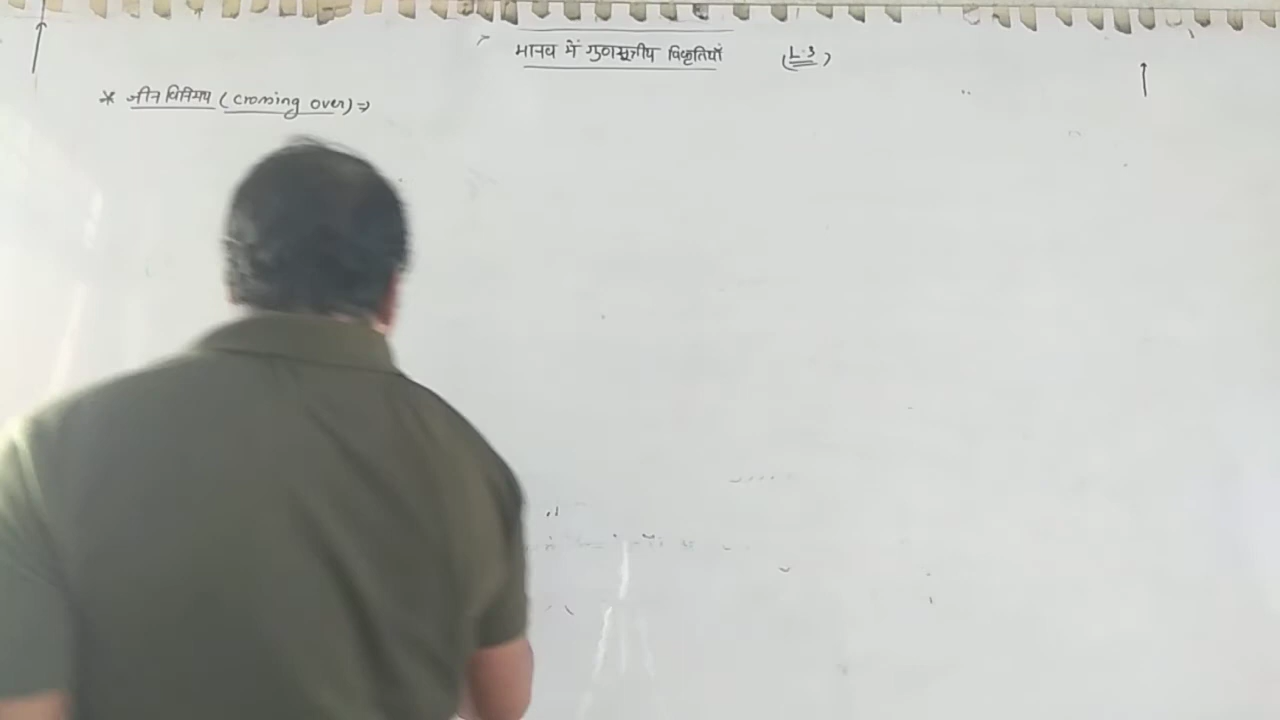 मानव में गुणसूत्रीय विकृतियाँ (L.3)
* जीन विनिमय (Crossing over) ⇒